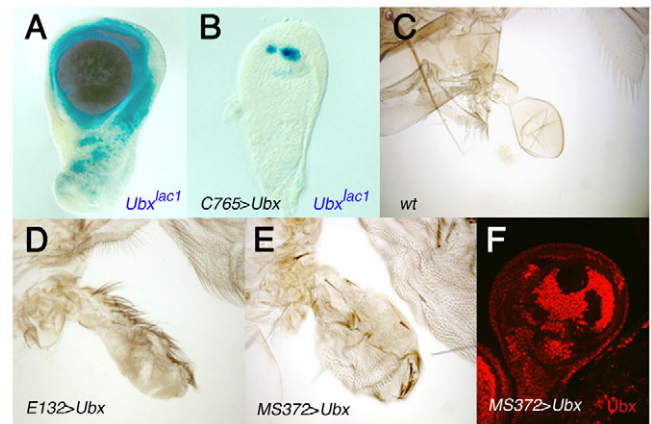 A
B
C
Ubx^lac1
C765>Ubx
Ubx^lac1
wt
D
E
F
E132>Ubx
MS372>Ubx
MS372>Ubx
Ubx